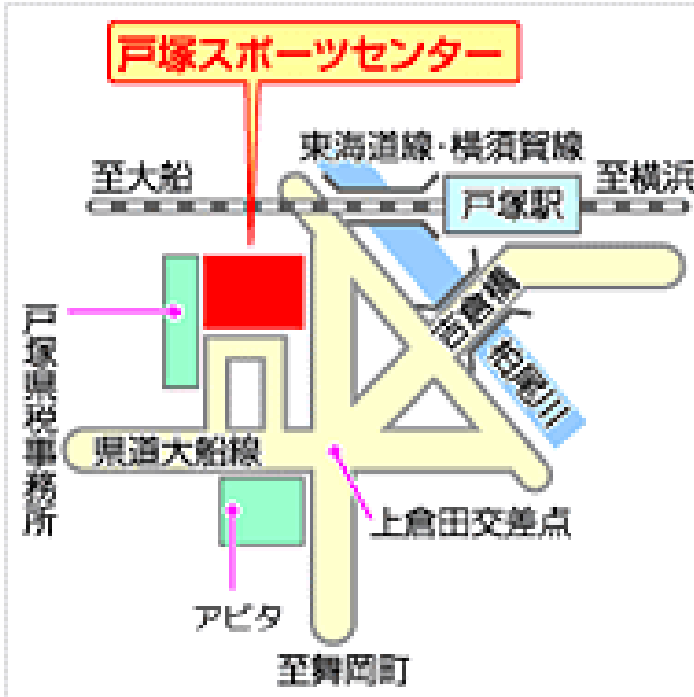 戸塚スポーツセンター
東海道線・横須賀線
至大船
至横浜
戸塚駅
吉倉橋
柏尾川
戸塚県税事務所
県道大船線
上倉田交差点
アピタ
至舞岡町